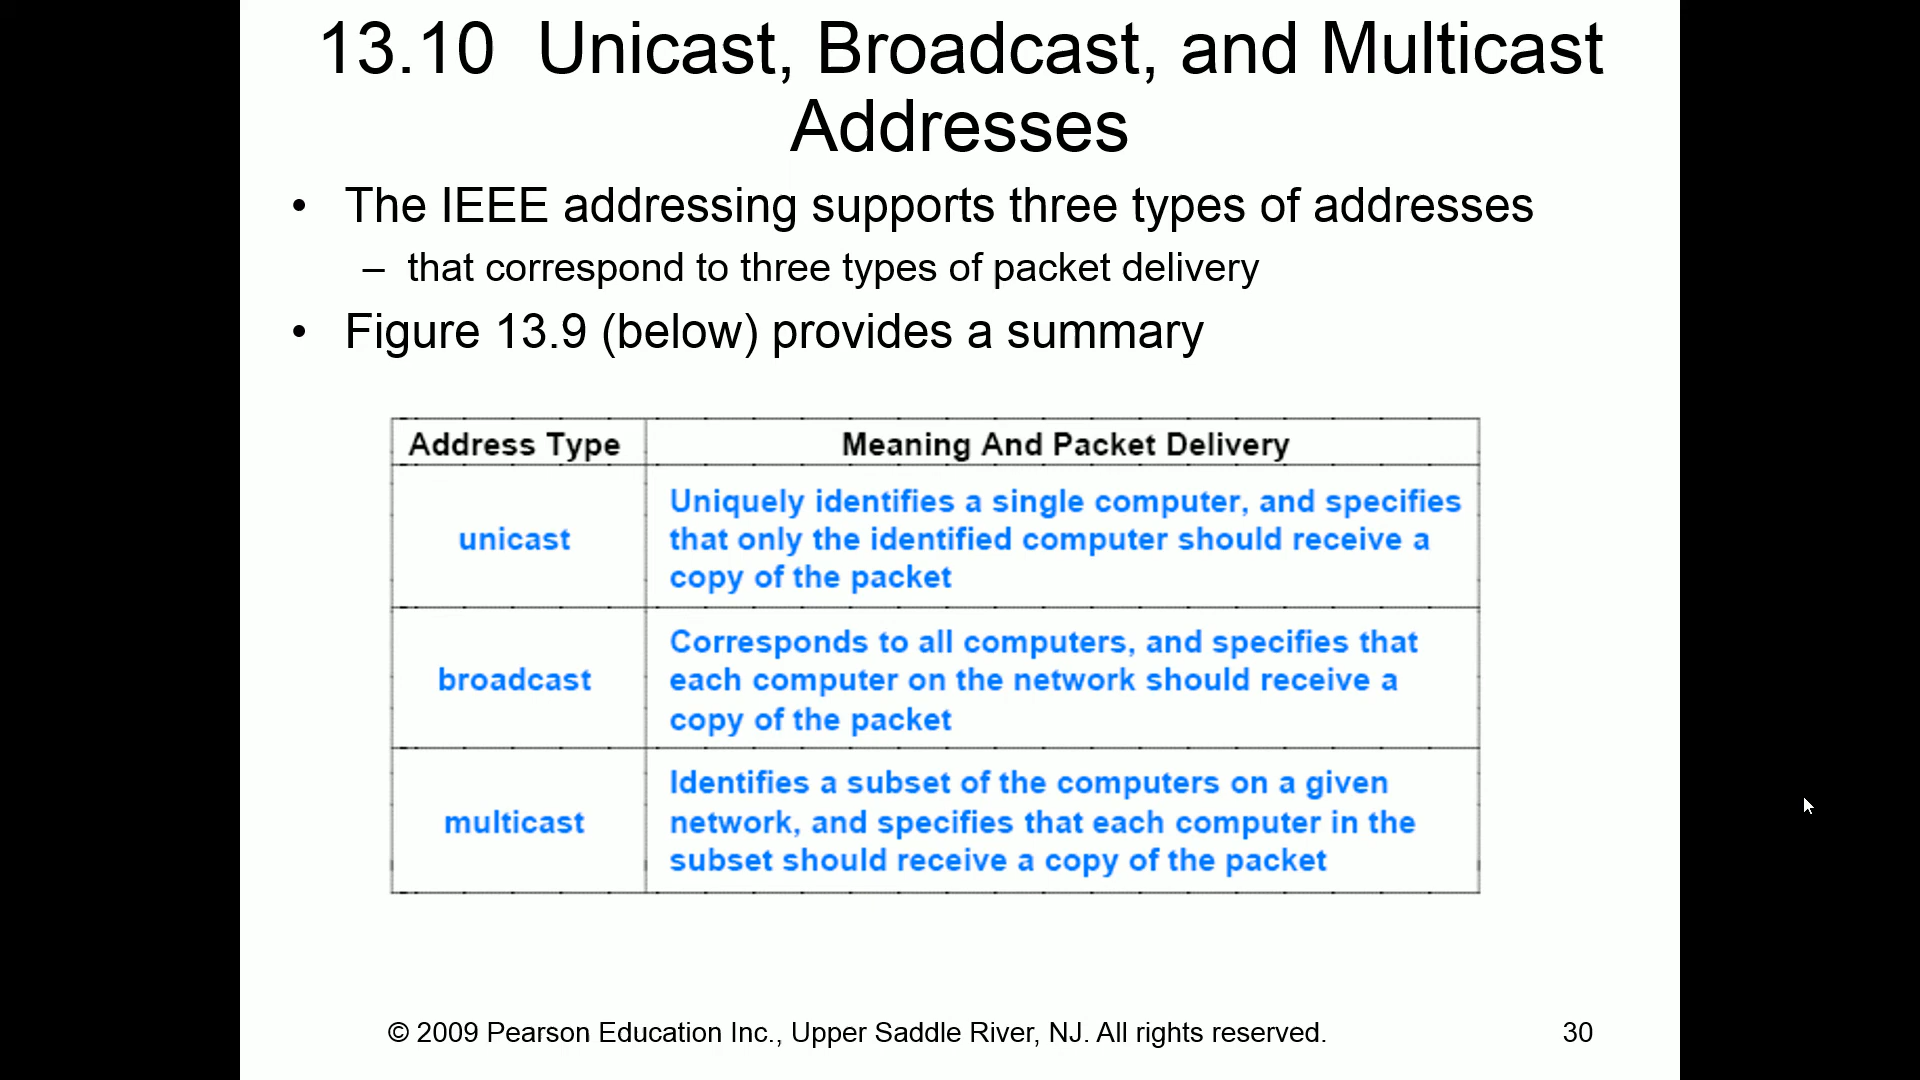 13.10 Unicast, Broadcast, and Multicast
Addresses
• The IEEE addressing supports three types of addresses
– that correspond to three types of packet delivery
• Figure 13.9 (below) provides a summary
Address Type
Meaning And Packet Delivery
unicast
Uniquely identifies a single computer, and specifies
that only the identified computer should receive a
copy of the packet
broadcast
Corresponds to all computers, and specifies that
each computer on the network should receive a
copy of the packet
multicast
Identifies a subset of the computers on a given
network, and specifies that each computer in the
subset should receive a copy of the packet
© 2009 Pearson Education Inc., Upper Saddle River, NJ. All rights reserved.
30